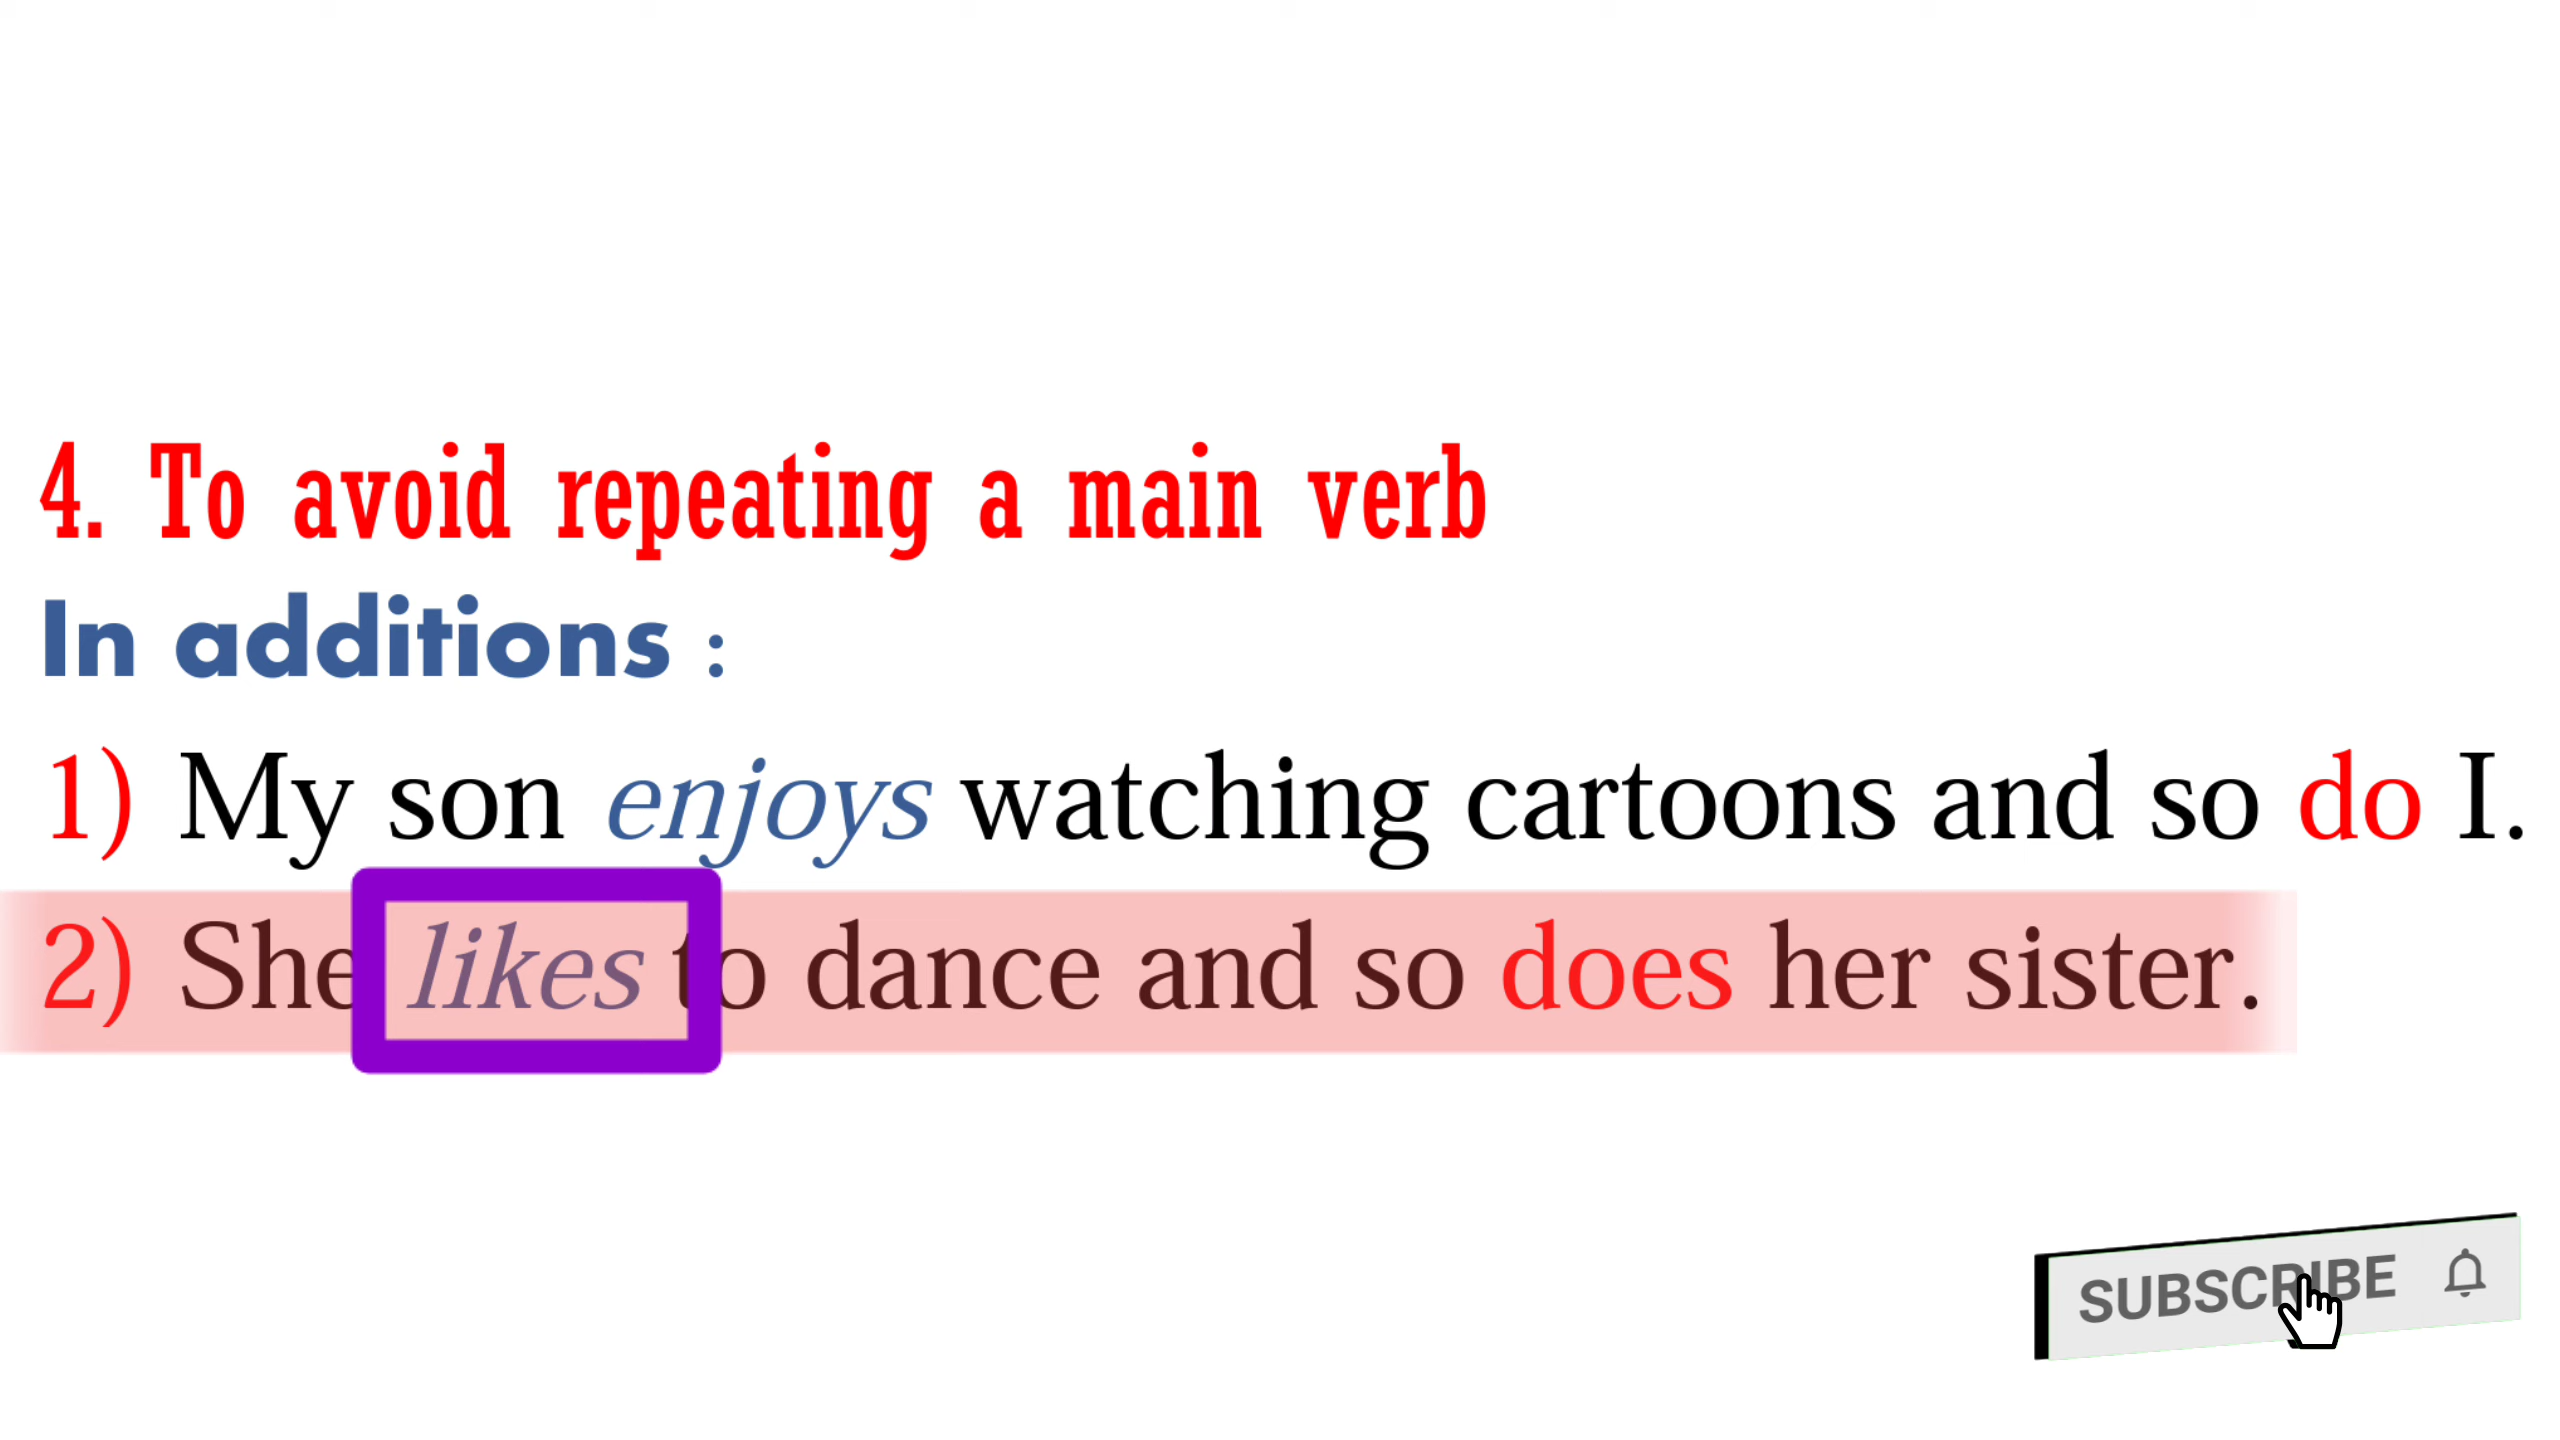 4. To avoid repeating a main verb
In additions :
1) My son enjoys watching cartoons and so do I.
2) She likes to dance and so does her sister.
SUBSCRIBE